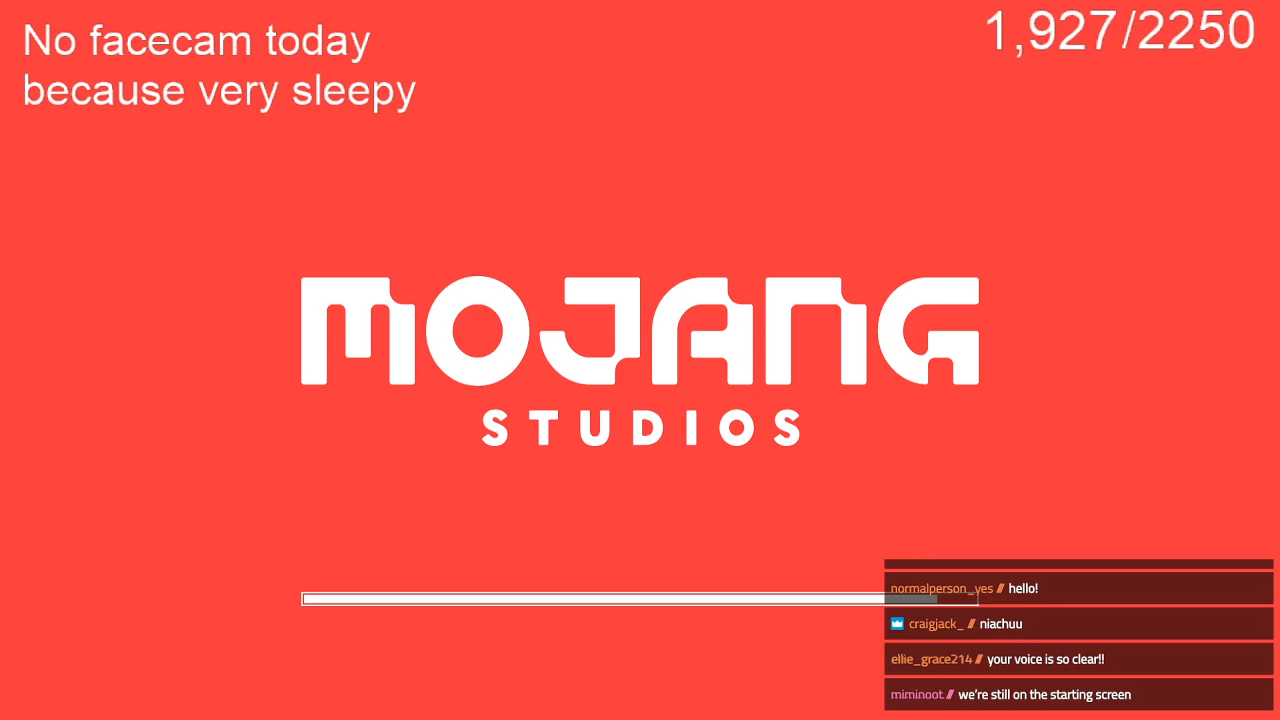 No facecam today
because very sleepy
1,927/2250
MOJANG
STUDIOS
normalperson_yes // hello!
craigjack_ // niachuu
ellie_grace214 // your voice is so clear!!
miminoot // we're still on the starting screen